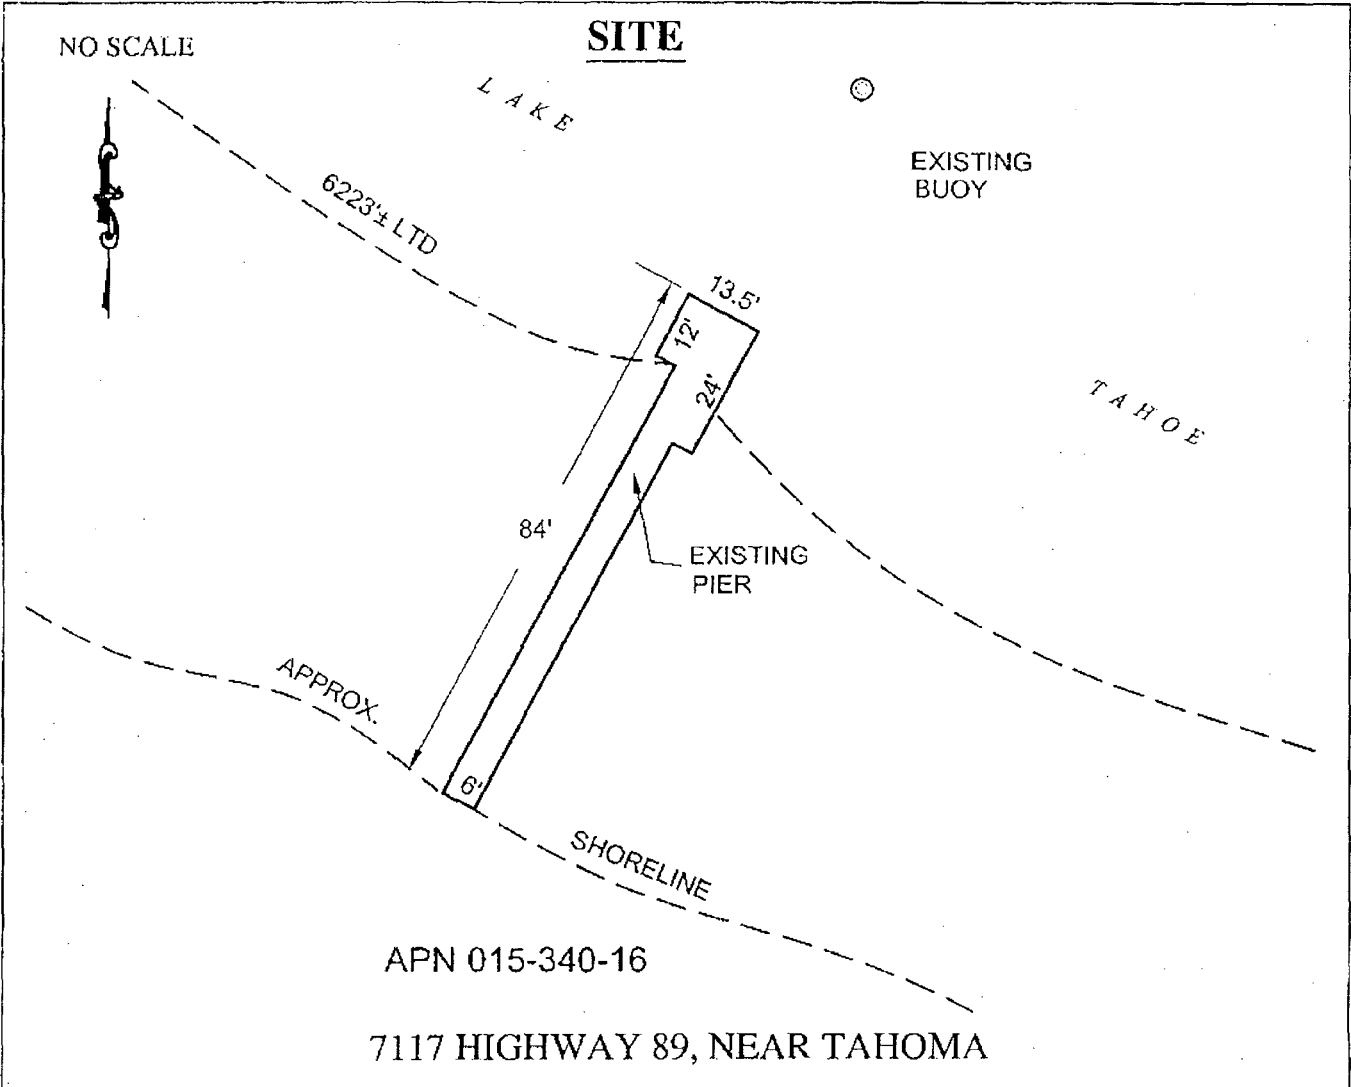 SITE
NO SCALE
LAKE
EXISTING
BUOY
6223'± LTD
13.5'
12'
24'
TAHOE
84'
EXISTING
PIER
APPROX.
6'
SHORELINE
APN 015-340-16
7117 HIGHWAY 89, NEAR TAHOMA